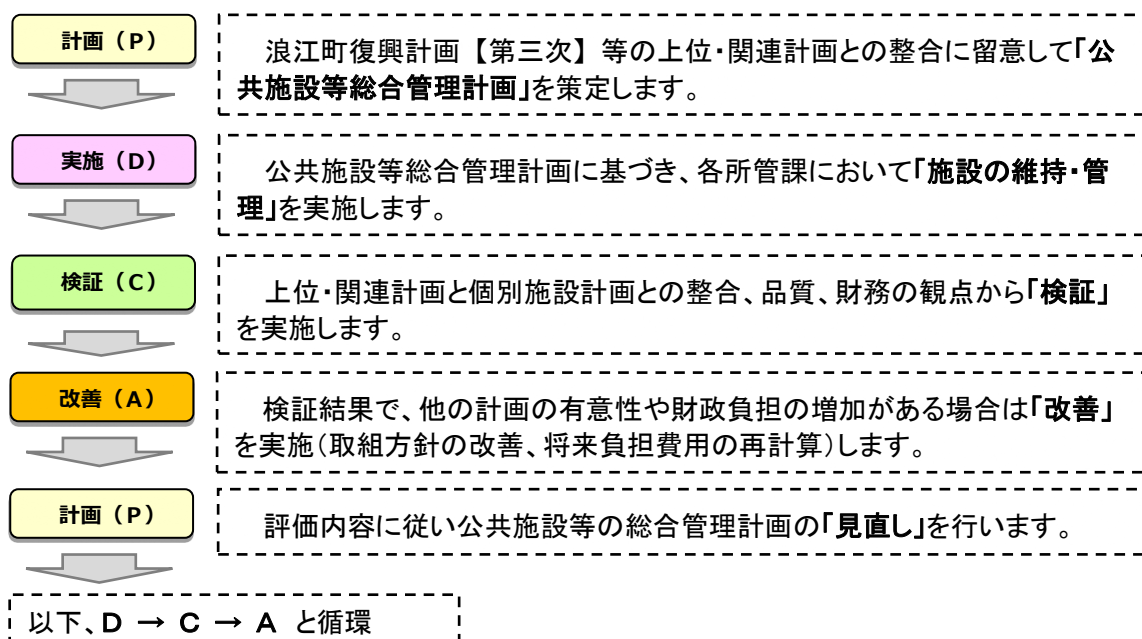 計画（P）
浪江町復興計画【第三次】等の上位・関連計画との整合に留意して「公
共施設等総合管理計画」を策定します。
実施（D）
公共施設等総合管理計画に基づき、各所管課において「施設の維持・管
理」を実施します。
検証（C）
上位・関連計画と個別施設計画との整合、品質、財務の観点から「検証」
を実施します。
改善（A）
検証結果で、他の計画の有意性や財政負担の増加がある場合は「改善」
を実施（取組方針の改善、将来負担費用の再計算）します。
計画（P）
評価内容に従い公共施設等の総合管理計画の「見直し」を行います。
以下、D → C → A と循環